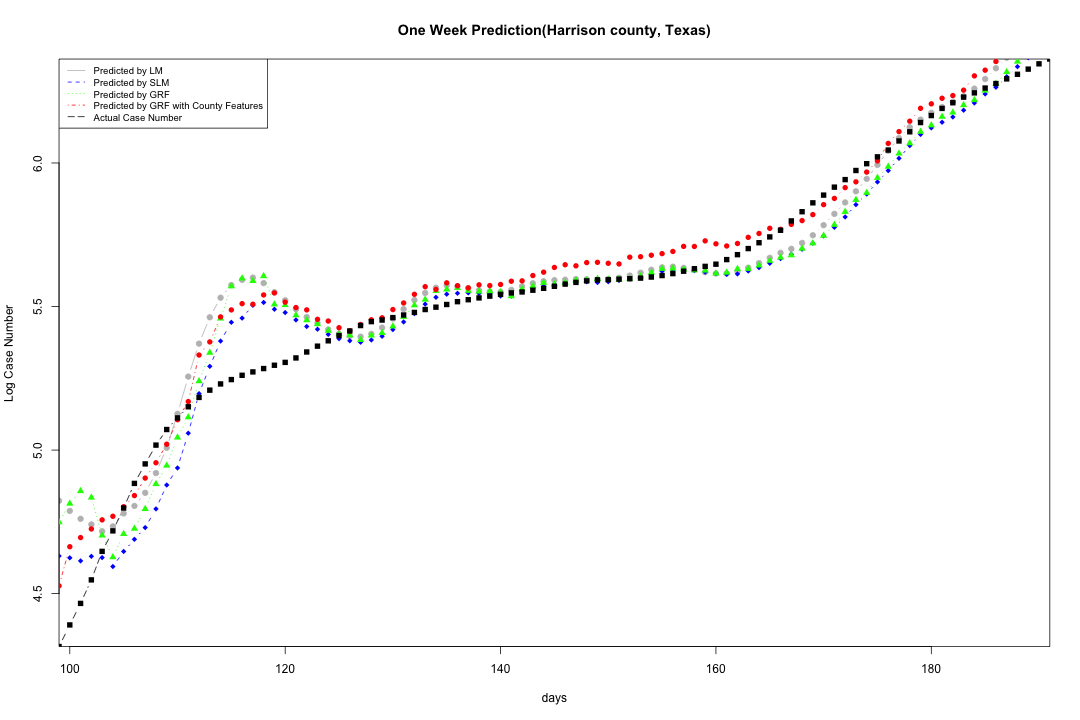 One Week Prediction(Harrison county, Texas)
Predicted by LM
Predicted by SLM
Predicted by GRF
Predicted by GRF with County Features
Actual Case Number
Log Case Number
6.0
5.5
5.0
4.5
100 120 140 160 180
days